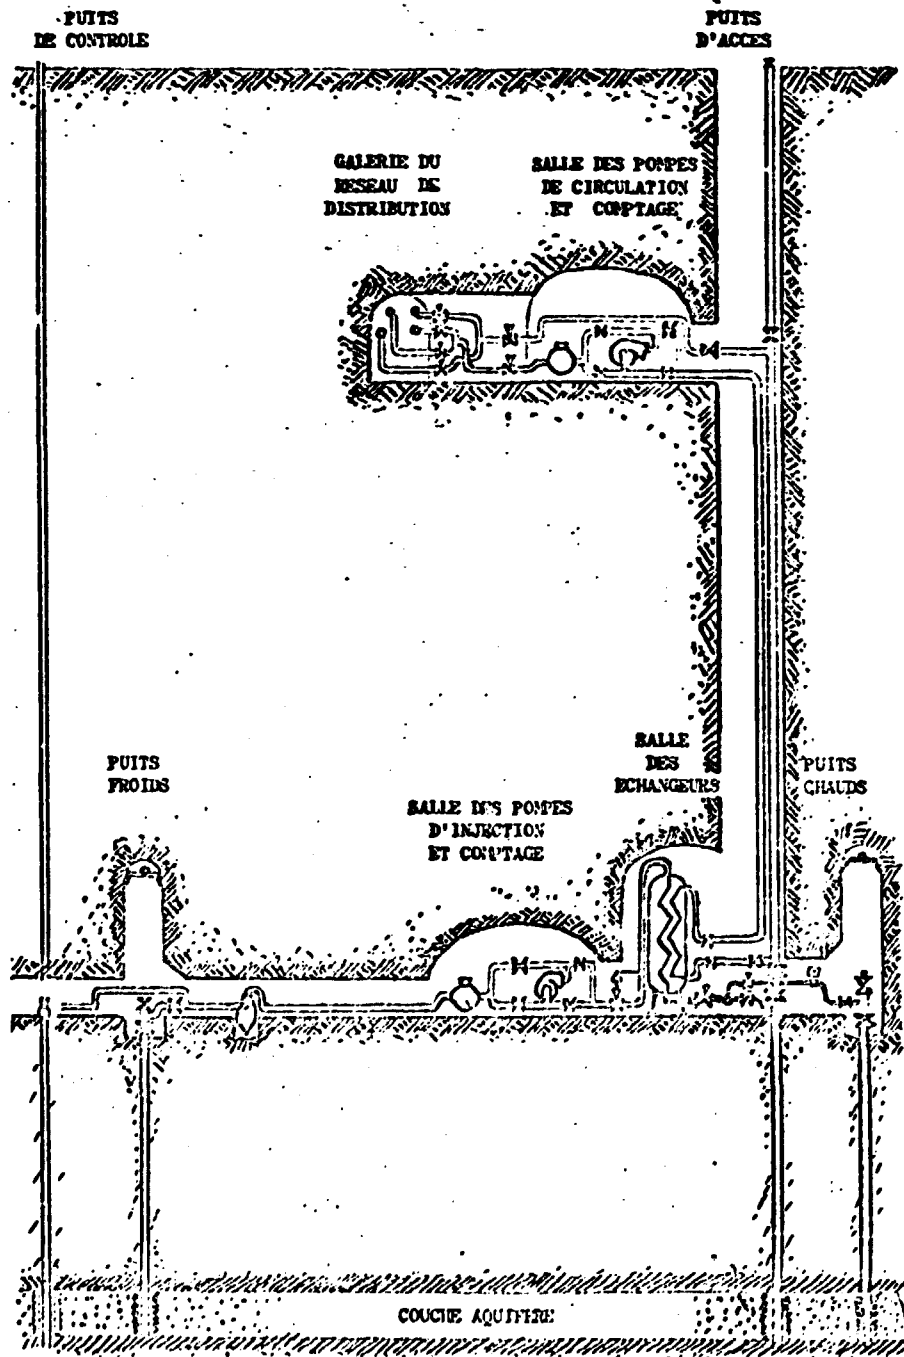 PUITS
DE CONTROLE
PUITS
D'ACCES
GALERIE DU
RESEAU DE
DISTRIBUTION
SALLE DES POMPES
DE CIRCULATION
ET COMPTAGE
PUITS
FROIDS
SALLE DES POMPES
D'INJECTION
ET COMPTAGE
SALLE
DES
ECHANGEURS
PUITS
CHAUDS
COUCHE AQUIFERE